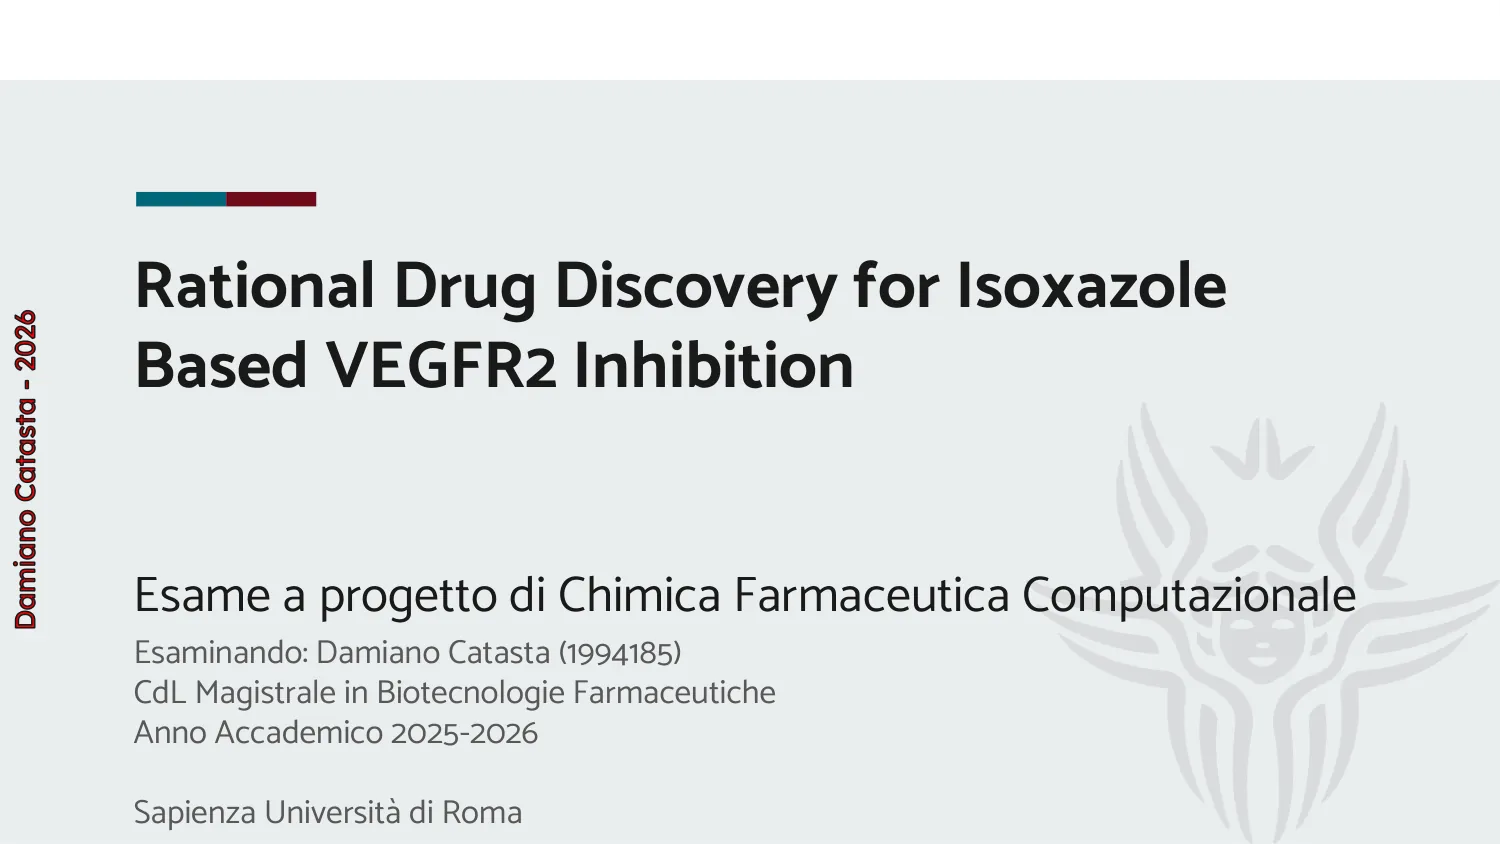 Rational Drug Discovery for Isoxazole
Based VEGFR2 Inhibition
Damiano Catasta - 2026
Esame a progetto di Chimica Farmaceutica Computazionale
Esaminando: Damiano Catasta (1994185)
CdL Magistrale in Biotecnologie Farmaceutiche
Anno Accademico 2025-2026
Sapienza Università di Roma